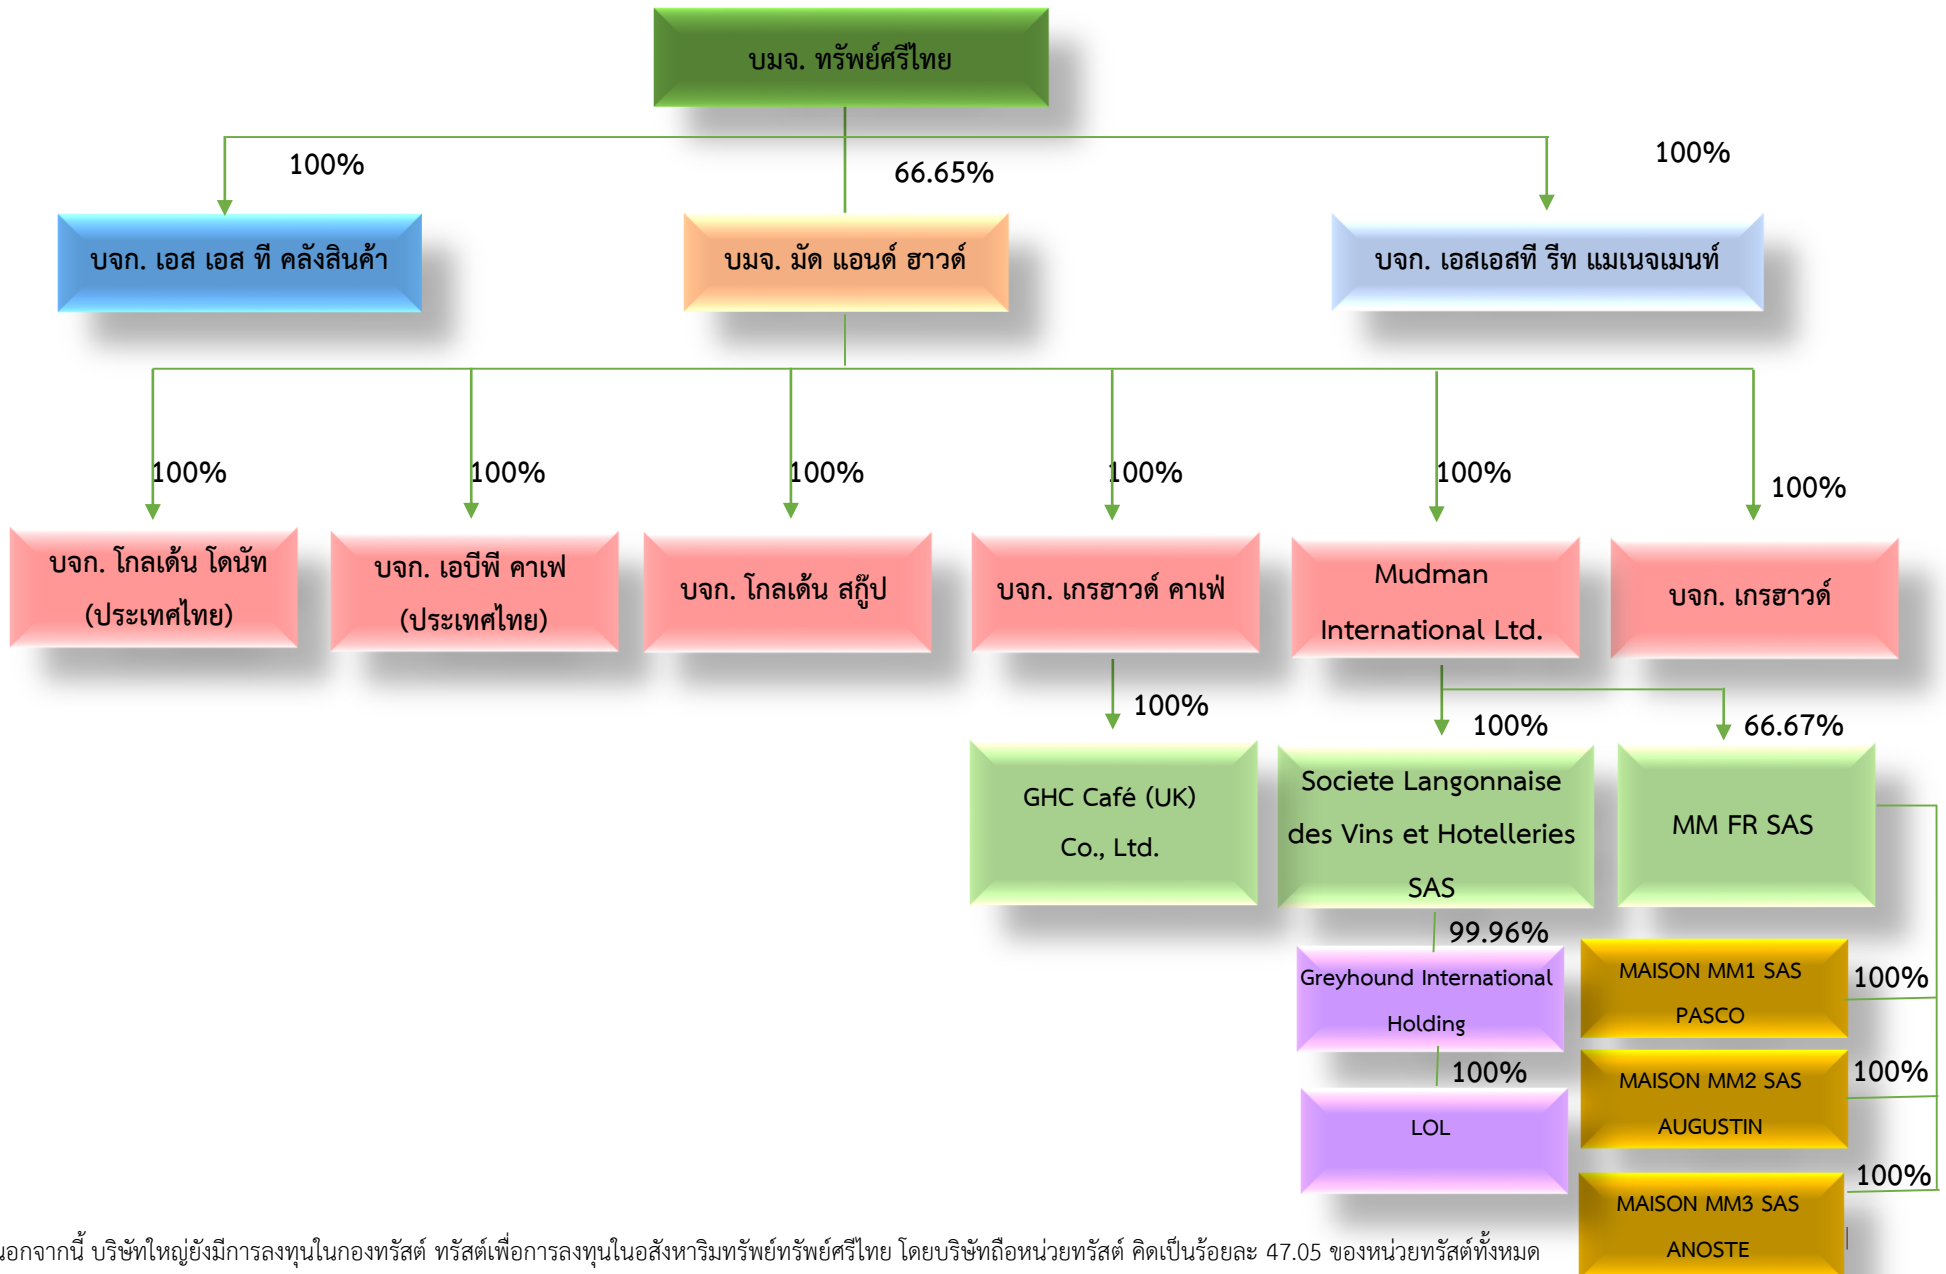 บมจ. ทรัพย์ศรีไทย
100%
66.65%
100%
บจก. เอส เอส ที คลังสินค้า
บมจ. มัด แอนด์ ฮาวด์
บจก. เอสเอสที รีท แมเนจเมนท์
100%
100%
100%
100%
100%
100%
บจก. โกลเด้น โดนัท
(ประเทศไทย)
บจก. เอบีพี คาเฟ
(ประเทศไทย)
บจก. โกลเด้น สกู๊ป
บจก. เกรฮาวด์ คาเฟ่
Mudman
International Ltd.
บจก. เกรฮาวด์
100%
100%
66.67%
GHC Café (UK)
Co., Ltd.
Societe Langonnaise
des Vins et Hotelleries
SAS
MM FR SAS
99.96%
Greyhound International
Holding
100%
LOL
MAISON MM1 SAS
PASCO
100%
MAISON MM2 SAS
AUGUSTIN
100%
MAISON MM3 SAS
ANOSTE
100%
นอกจากนี้ บริษัทใหญ่ยังมีการลงทุนในกองทรัสต์ ทรัสต์เพื่อการลงทุนในอสังหาริมทรัพย์ทรัพย์ศรีไทย โดยบริษัทถือหน่วยทรัสต์ คิดเป็นร้อยละ 47.05 ของหน่วยทรัสต์ทั้งหมด